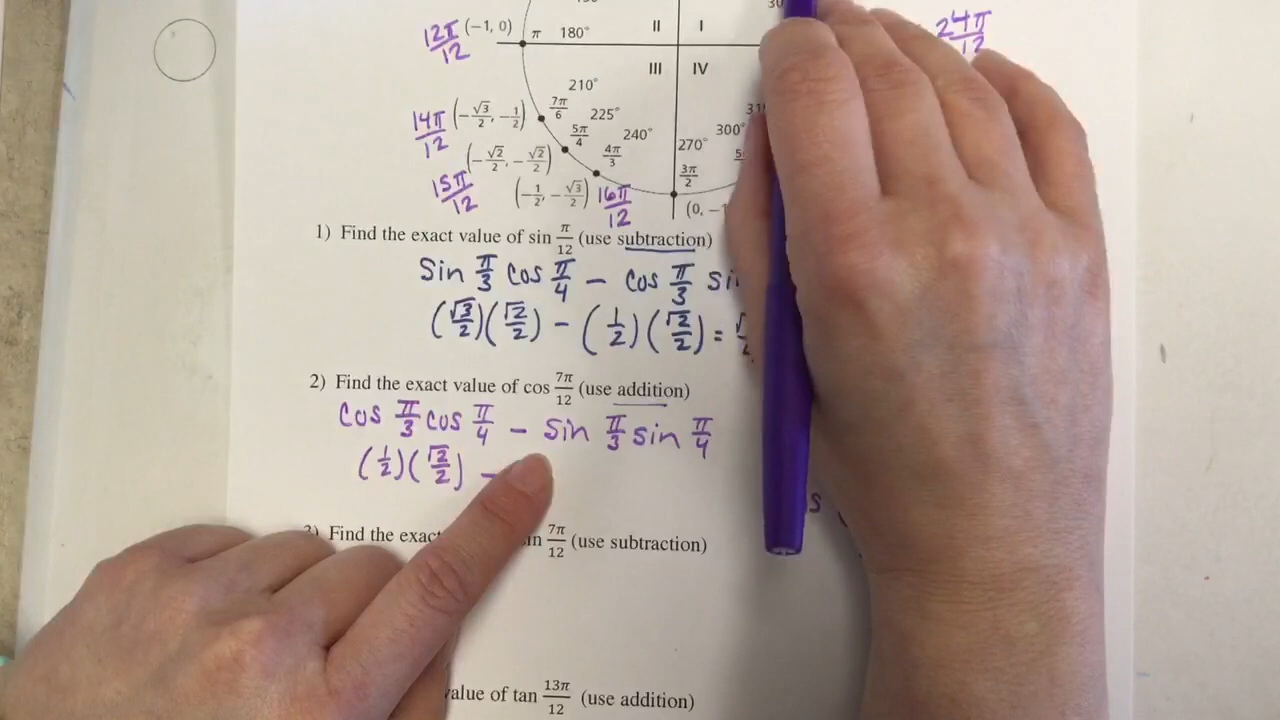 II I
12π/12 (-1, 0) π 180° 24π/12
III IV
210°
14π/12 (-√3/2, -1/2) 7π/6 225°
5π/4 240° 300°
(-√2/2, -√2/2) 4π/3 270°
15π/12 (-1/2, -√3/2) 16π/12 3π/2
(0, -1
1) Find the exact value of sin π/12 (use subtraction)
sin π/3 cos π/4 - cos π/3
(√3/2)(√2/2) - (1/2)(√2/2) =
2) Find the exact value of cos 7π/12 (use addition)
cos π/3 cos π/4 - sin π/3 sin π/4
(1/2)(√2/2) -
3) Find the 7π/12 (use subtraction)
value of tan 13π/12 (use addition)